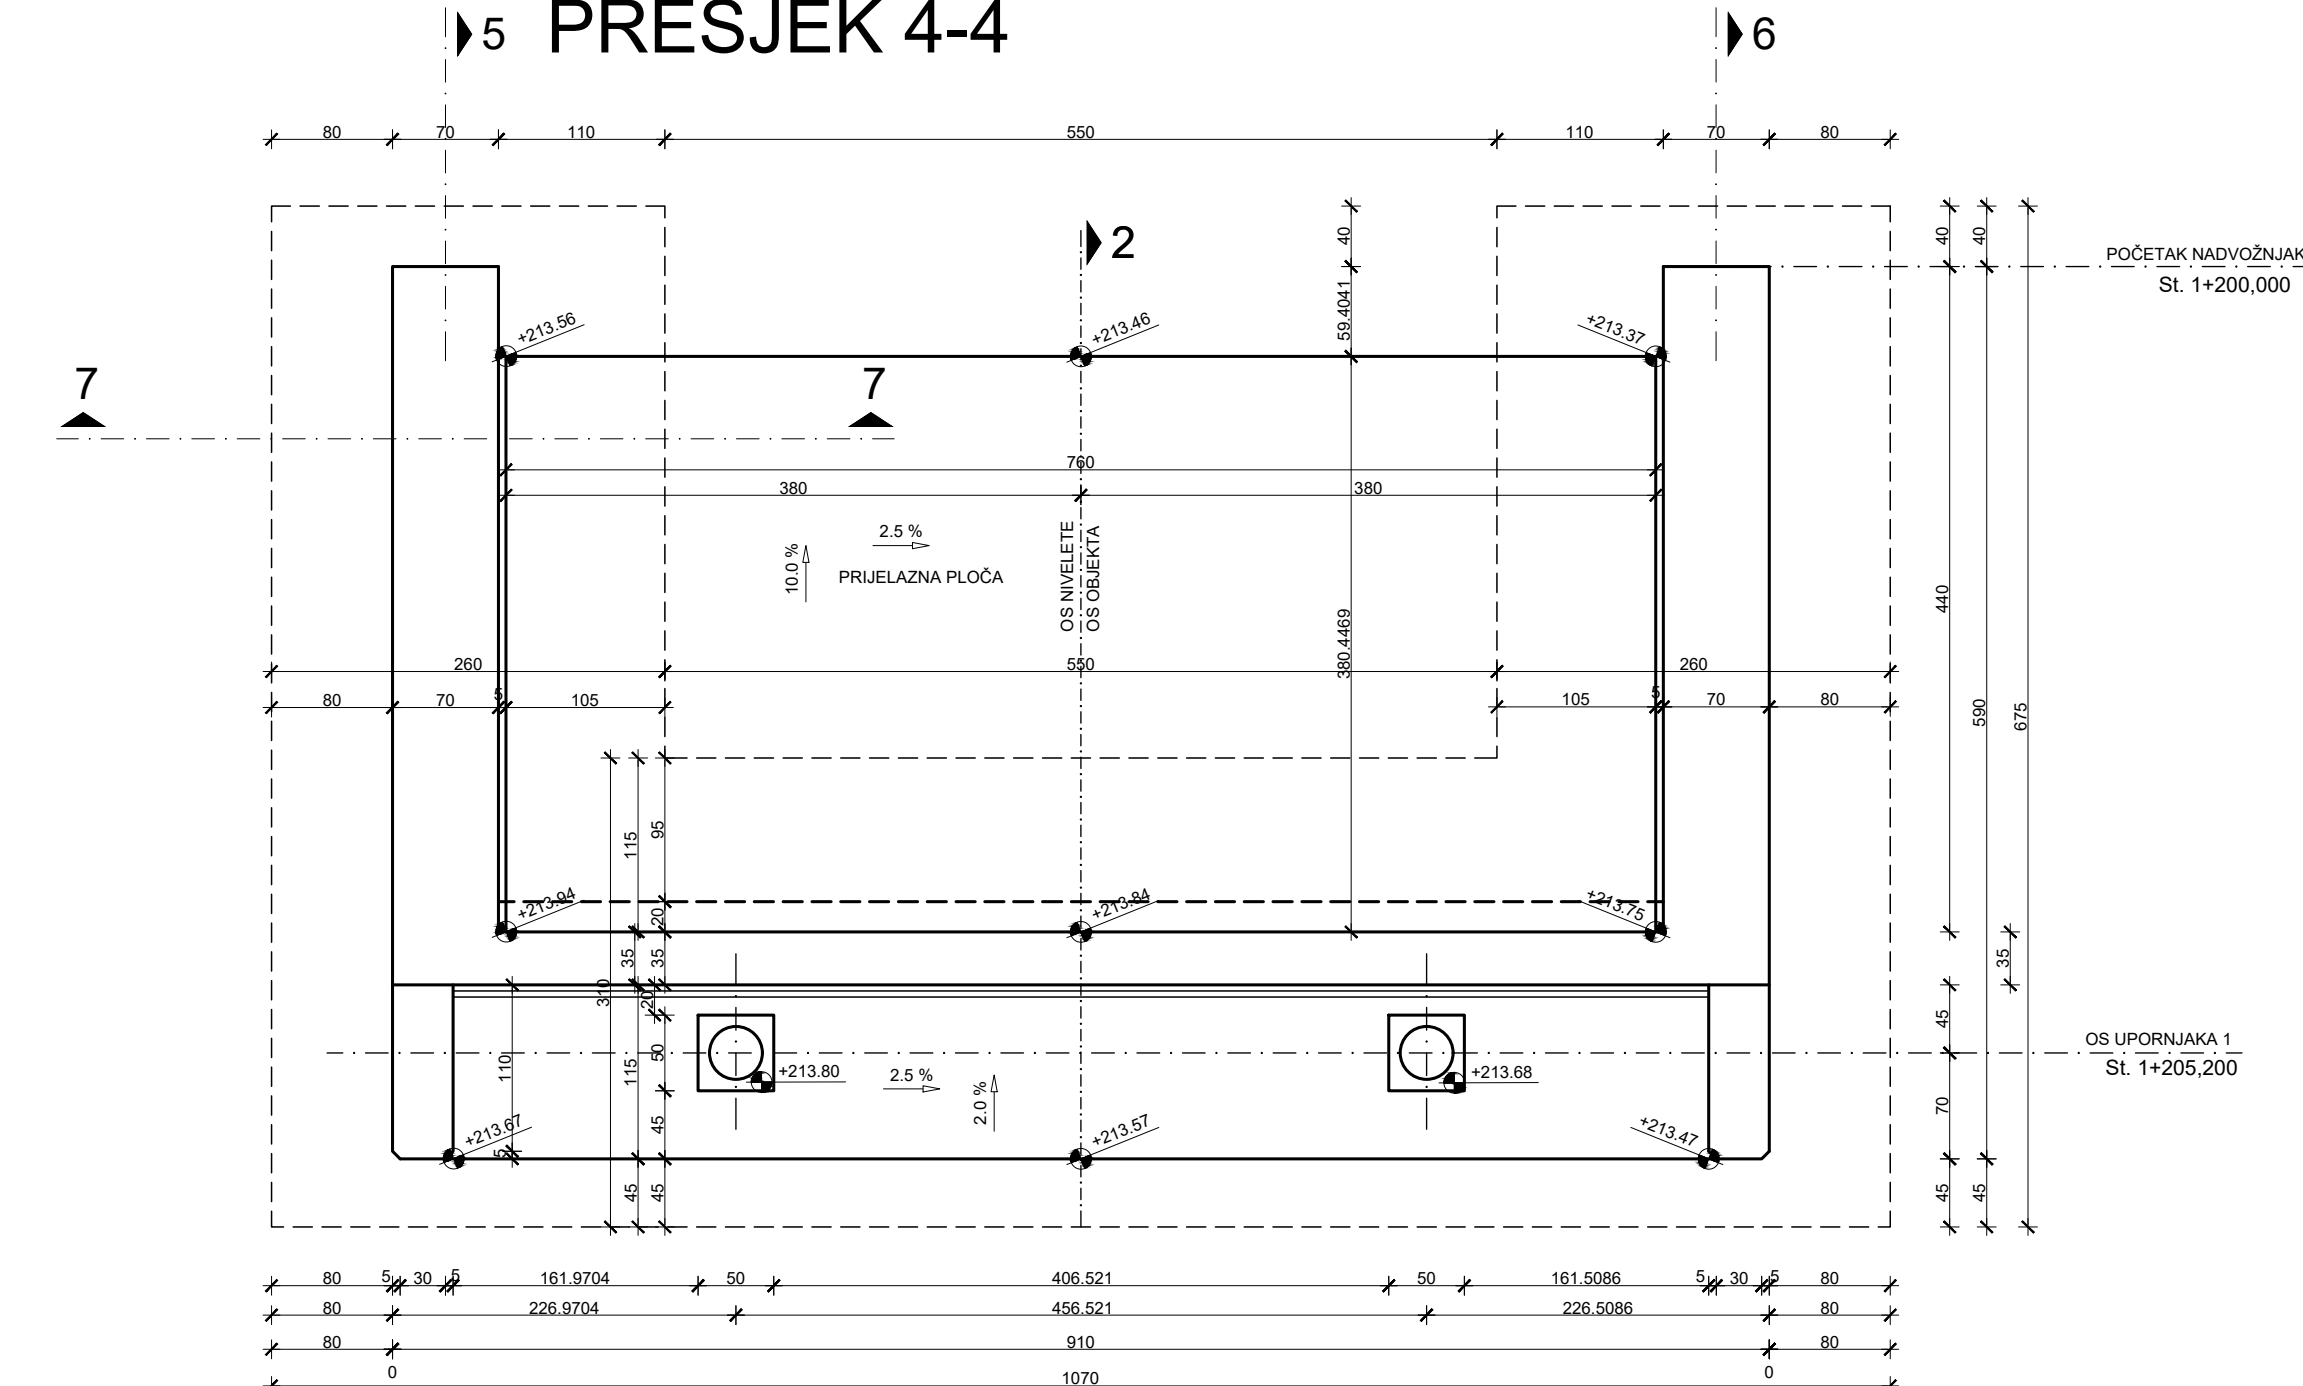 5 PRESJEK 4-4 6
80 70 110 550 110 70 80
2
40 40 40
POČETAK NADVOŽNJAK
St. 1+200,000
59.4041
+213.56 +213.46 +213.37
7 7
760
380 380
2.5 %
10.0 %
PRIJELAZNA PLOČA
OS NIVELETE
OS OBJEKTA
440
380.4469
260 550 260
80 70 5 105 105 5 70 80
590 675
115 95
+213.94 +213.84 +213.75
20
35 35 35
310 20
45
OS UPORNJAKA 1
St. 1+205,200
110 115 50
+213.80 2.5 % +213.68
2.0 %
70
45
+213.67 +213.57 +213.47
5
45 45 45 45
80 5 30 5 161.9704 50 406.521 50 161.5086 5 30 5 80
80 226.9704 456.521 226.5086 80
80 910 80
0 0
1070